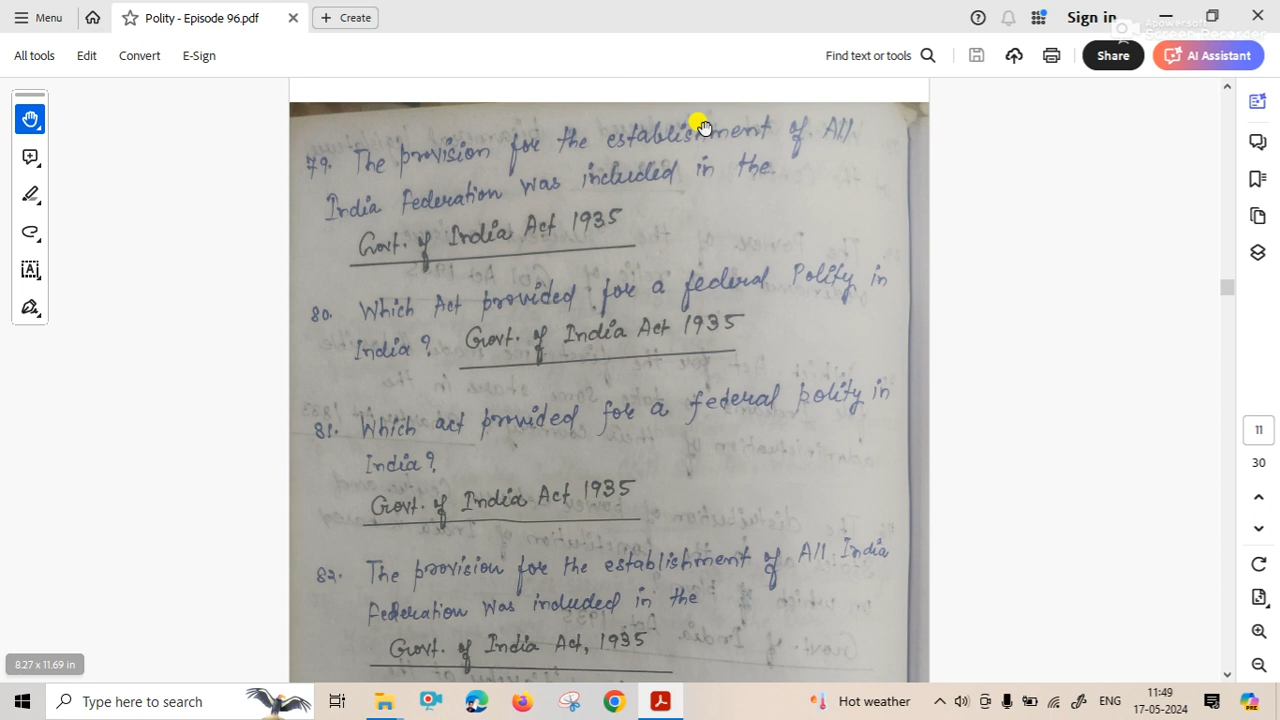 Menu
Polity - Episode 96.pdf
Create
Sign in
Apowersoft
Screen Recorder
All tools
Edit
Convert
E-Sign
Find text or tools
Share
AI Assistant
79. The provision for the establishment of All
India Federation was included in the.
Govt. of India Act 1935
80. Which Act provided for a federal Polity in
India? Govt. of India Act 1935
81. Which act provided for a federal polity in
India?
Govt. of India Act 1935
82. The provision for the establishment of All India
Federation was included in the
Govt. of India Act, 1935
11
30
8.27 x 11.69 in
Type here to search
Hot weather
ENG
11:49
17-05-2024